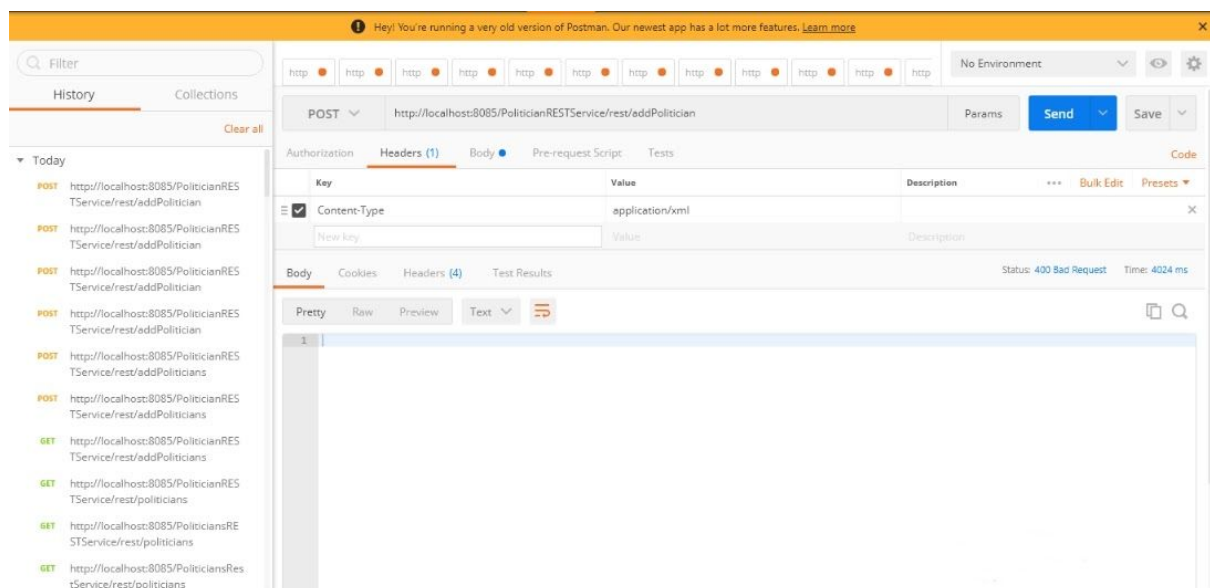 Hey! You're running a very old version of Postman. Our newest app has a lot more features. Learn more
Filter
History Collections
Clear all
Today
POST http://localhost:8085/PoliticianRES
TService/rest/addPolitician
POST http://localhost:8085/PoliticianRES
TService/rest/addPolitician
POST http://localhost:8085/PoliticianRES
TService/rest/addPolitician
POST http://localhost:8085/PoliticianRES
TService/rest/addPolitician
POST http://localhost:8085/PoliticianRES
TService/rest/addPoliticians
POST http://localhost:8085/PoliticianRES
TService/rest/addPoliticians
GET http://localhost:8085/PoliticianRES
TService/rest/addPoliticians
GET http://localhost:8085/PoliticianRES
TService/rest/politicians
GET http://localhost:8085/PoliticiansRE
STService/rest/politicians
GET http://localhost:8085/PoliticiansRes
tService/rest/politicians
http http http http http http http http http http http http
No Environment
POST http://localhost:8085/PoliticianRESTService/rest/addPolitician Params Send Save
Authorization Headers (1) Body Pre-request Script Tests Code
Key Value Description Bulk Edit Presets
Content-Type application/xml
New key Value Description
Body Cookies Headers (4) Test Results Status: 400 Bad Request Time: 4024 ms
Pretty Raw Preview Text
1